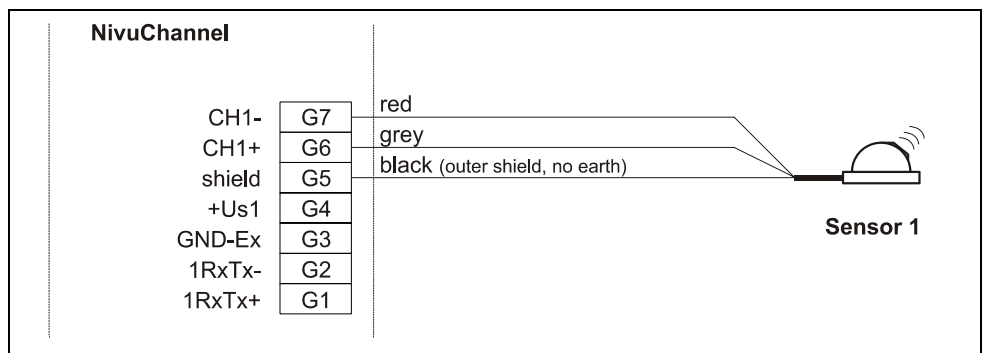 NivuChannel
CH1- G7 red
CH1+ G6 grey
shield G5 black (outer shield, no earth)
+Us1 G4
GND-Ex G3
1RxTx- G2
1RxTx+ G1
Sensor 1